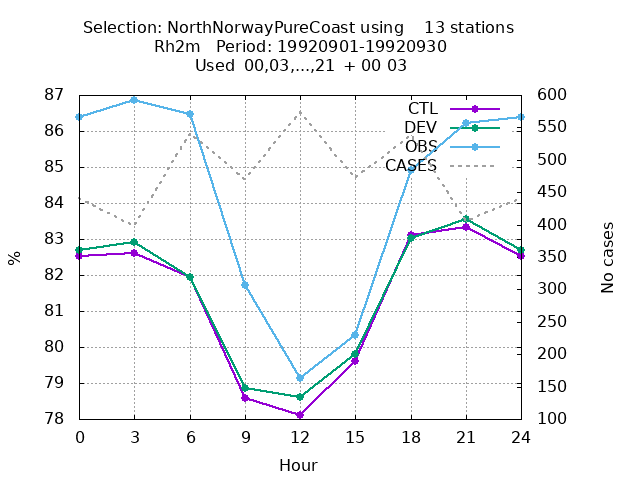 Selection: NorthNorwayPureCoast using    13 stations
Rh2m   Period: 19920901-19920930
Used  00,03,...,21  + 00 03
87 600
CTL
DEV 550
86
OBS
85 500
CASES
450
84
400
83
350
82
300
81
250
80
200
79
150
78 100
%
No cases
0 3 6 9 12 15 18 21 24
Hour